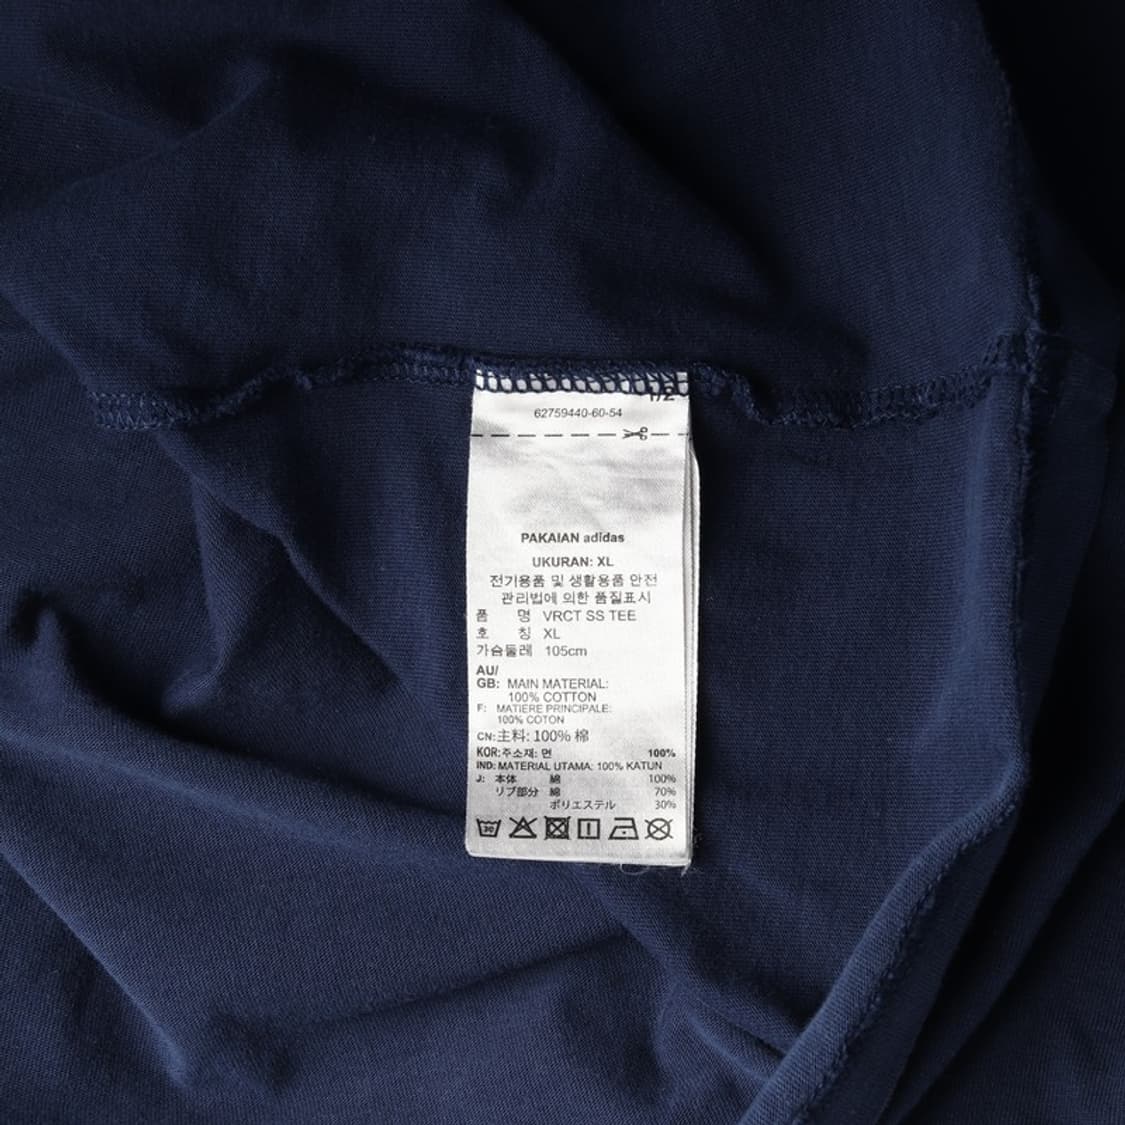 1/2
62759440-60-54
PAKAIAN adidas
UKURAN: XL
전기용품 및 생활용품 안전
관리법에 의한 품질표시
품 명 VRCT SS TEE
호 칭 XL
가슴둘레 105cm
AU/
GB: MAIN MATERIAL:
100% COTTON
F: MATIERE PRINCIPALE:
100% COTON
CN:主料: 100% 棉
KOR:주소재: 면 100%
IND: MATERIAL UTAMA: 100% KATUN
J: 本体 綿 100%
リブ部分 綿 70%
ポリエステル 30%
30